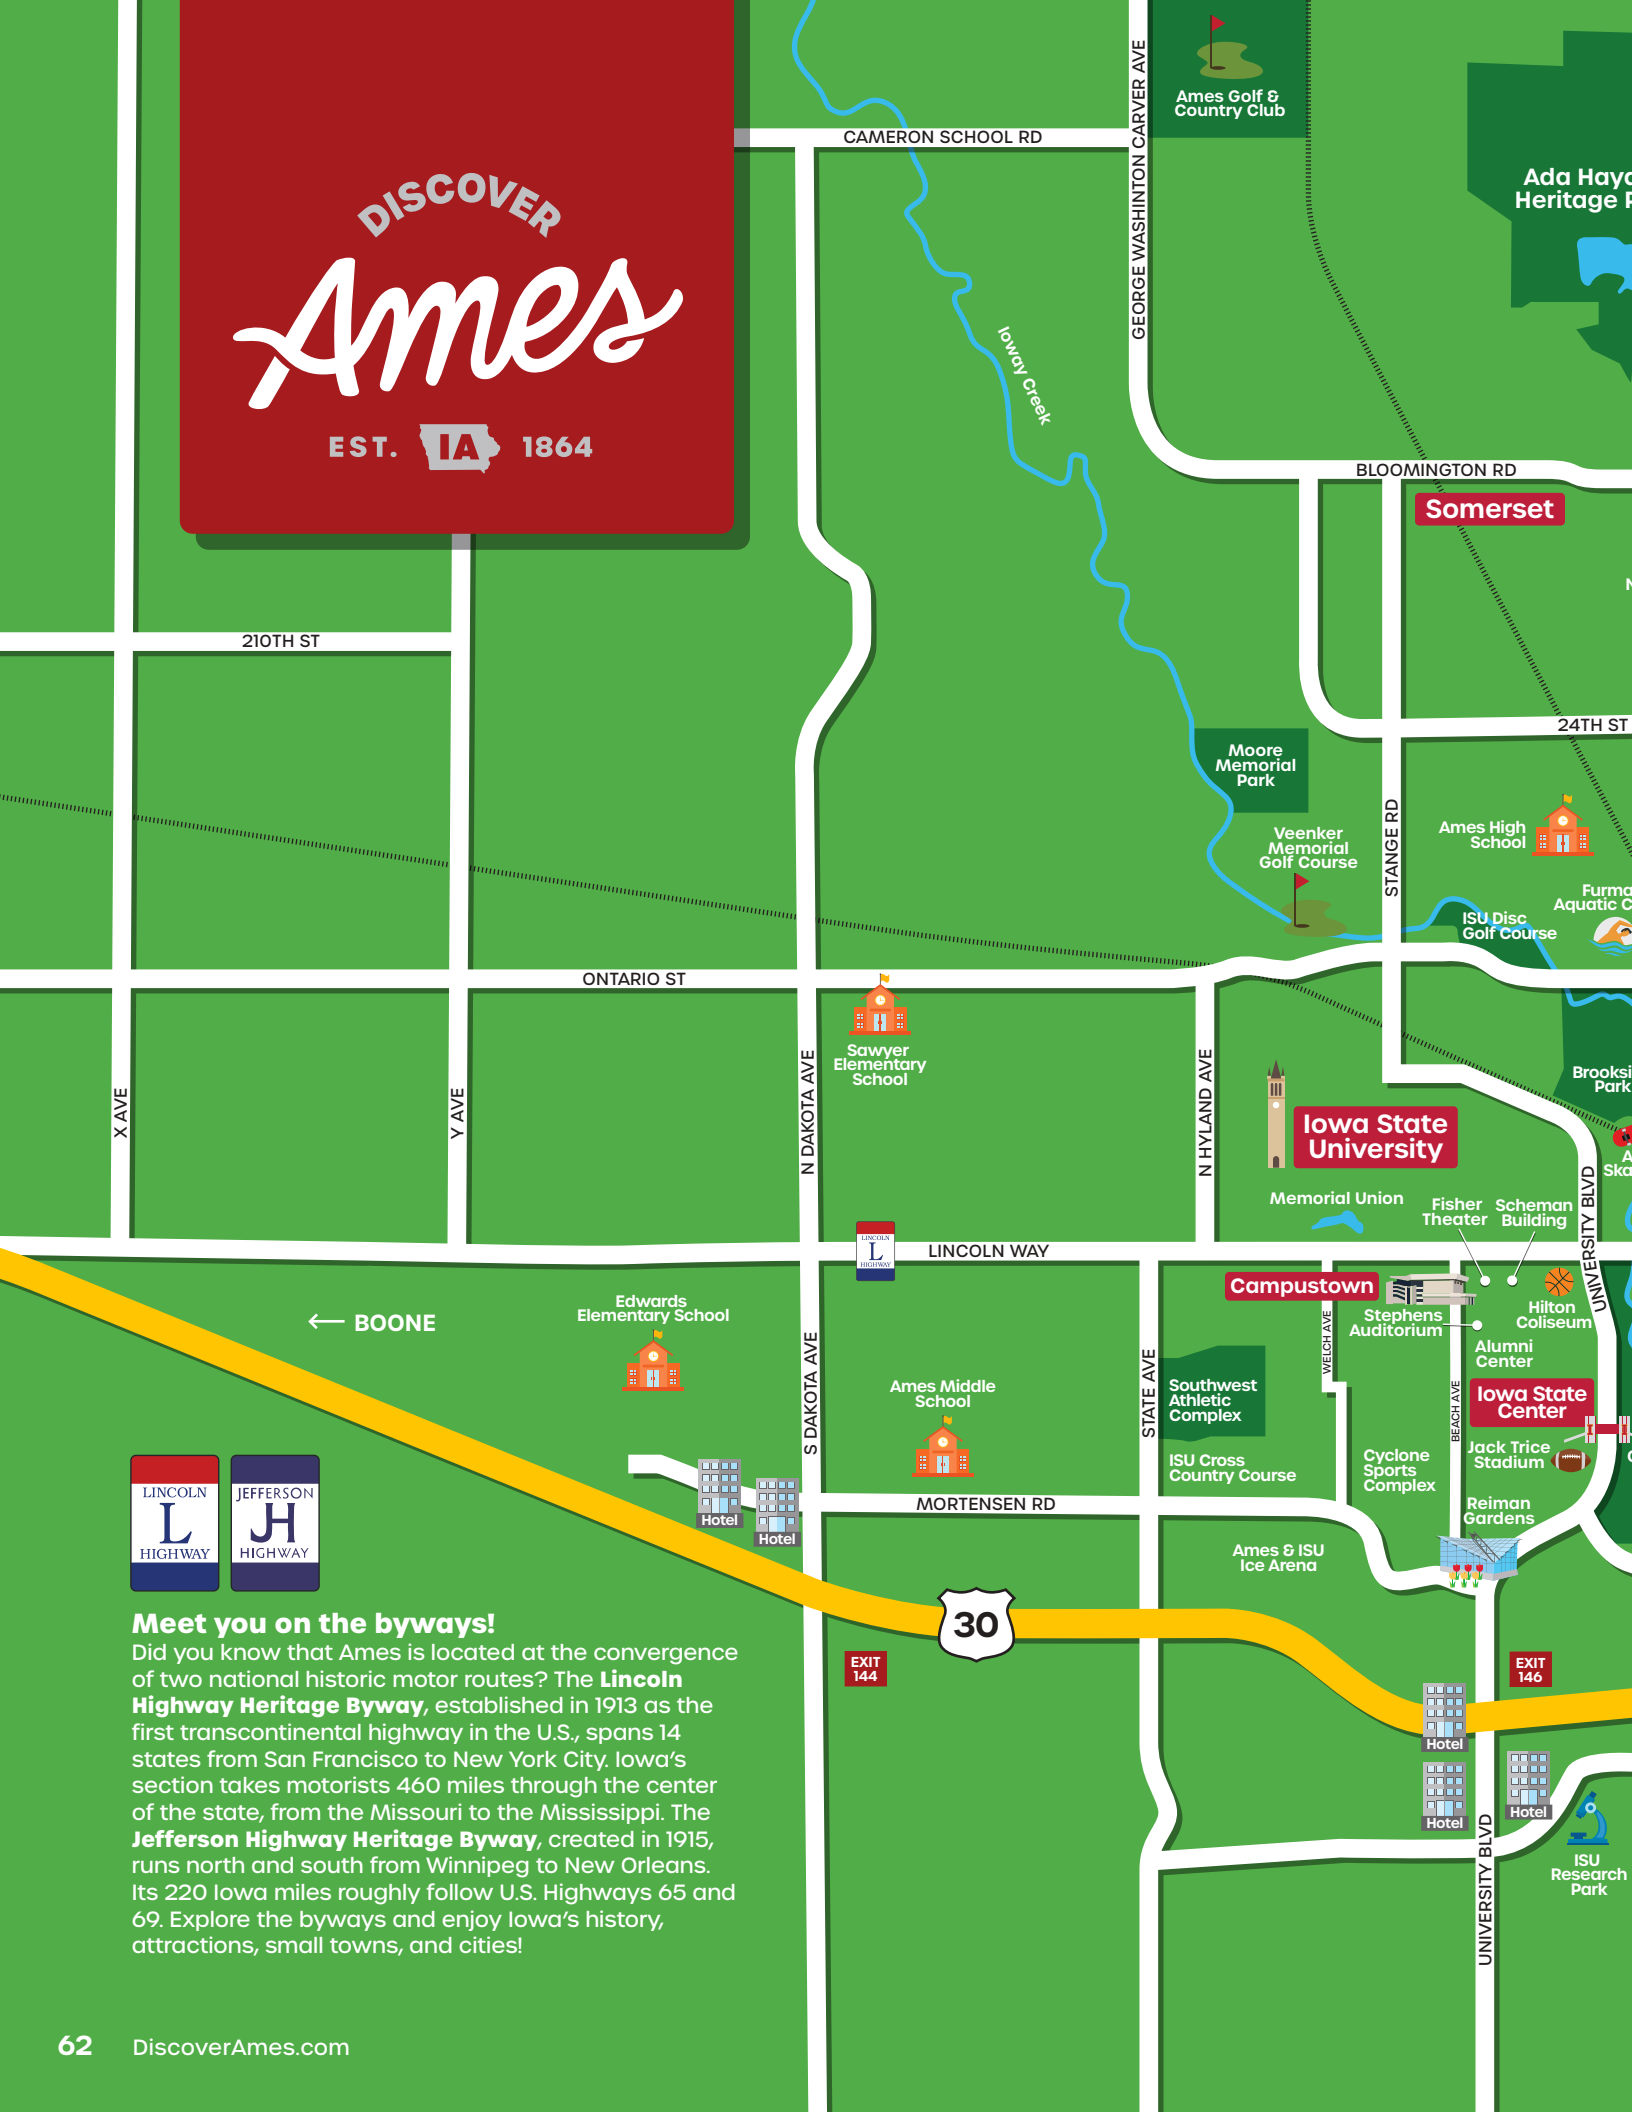 DISCOVER
Ames
EST. IA 1864
CAMERON SCHOOL RD
GEORGE WASHINTON CARVER AVE
Ames Golf &
Country Club
Heritage
Ioway Creek
BLOOMINGTON RD
Somerset
210TH ST
24TH ST
Moore
Memorial
Park
Veenker
Memorial
Golf Course
STANGE RD
Ames High
School
Aquatic
ISU Disc
Golf Course
ONTARIO ST
Sawyer
Elementary
School
X AVE
Y AVE
N DAKOTA AVE
N HYLAND AVE
Park
Iowa State
University
Memorial Union
Fisher
Theater
Scheman
Building
UNIVERSITY BLVD
LINCOLN
L
HIGHWAY
LINCOLN WAY
Campustown
Stephens
Auditorium
Hilton
Coliseum
Alumni
Center
← BOONE
Edwards
Elementary School
S DAKOTA AVE
Ames Middle
School
STATE AVE
WELCH AVE
BEACH AVE
Southwest
Athletic
Complex
Iowa State
Center
Jack Trice
Stadium
ISU Cross
Country Course
Cyclone
Sports
Complex
Reiman
Gardens
Hotel
Hotel
MORTENSEN RD
Ames & ISU
Ice Arena
LINCOLN
L
HIGHWAY
JEFFERSON
JH
HIGHWAY
30
EXIT
144
EXIT
146
Hotel
Hotel
Hotel
ISU
Research
Park
UNIVERSITY BLVD
Meet you on the byways!
Did you know that Ames is located at the convergence
of two national historic motor routes? The Lincoln
Highway Heritage Byway, established in 1913 as the
first transcontinental highway in the U.S., spans 14
states from San Francisco to New York City. Iowa's
section takes motorists 460 miles through the center
of the state, from the Missouri to the Mississippi. The
Jefferson Highway Heritage Byway, created in 1915,
runs north and south from Winnipeg to New Orleans.
Its 220 Iowa miles roughly follow U.S. Highways 65 and
69. Explore the byways and enjoy Iowa's history,
attractions, small towns, and cities!
62 DiscoverAmes.com